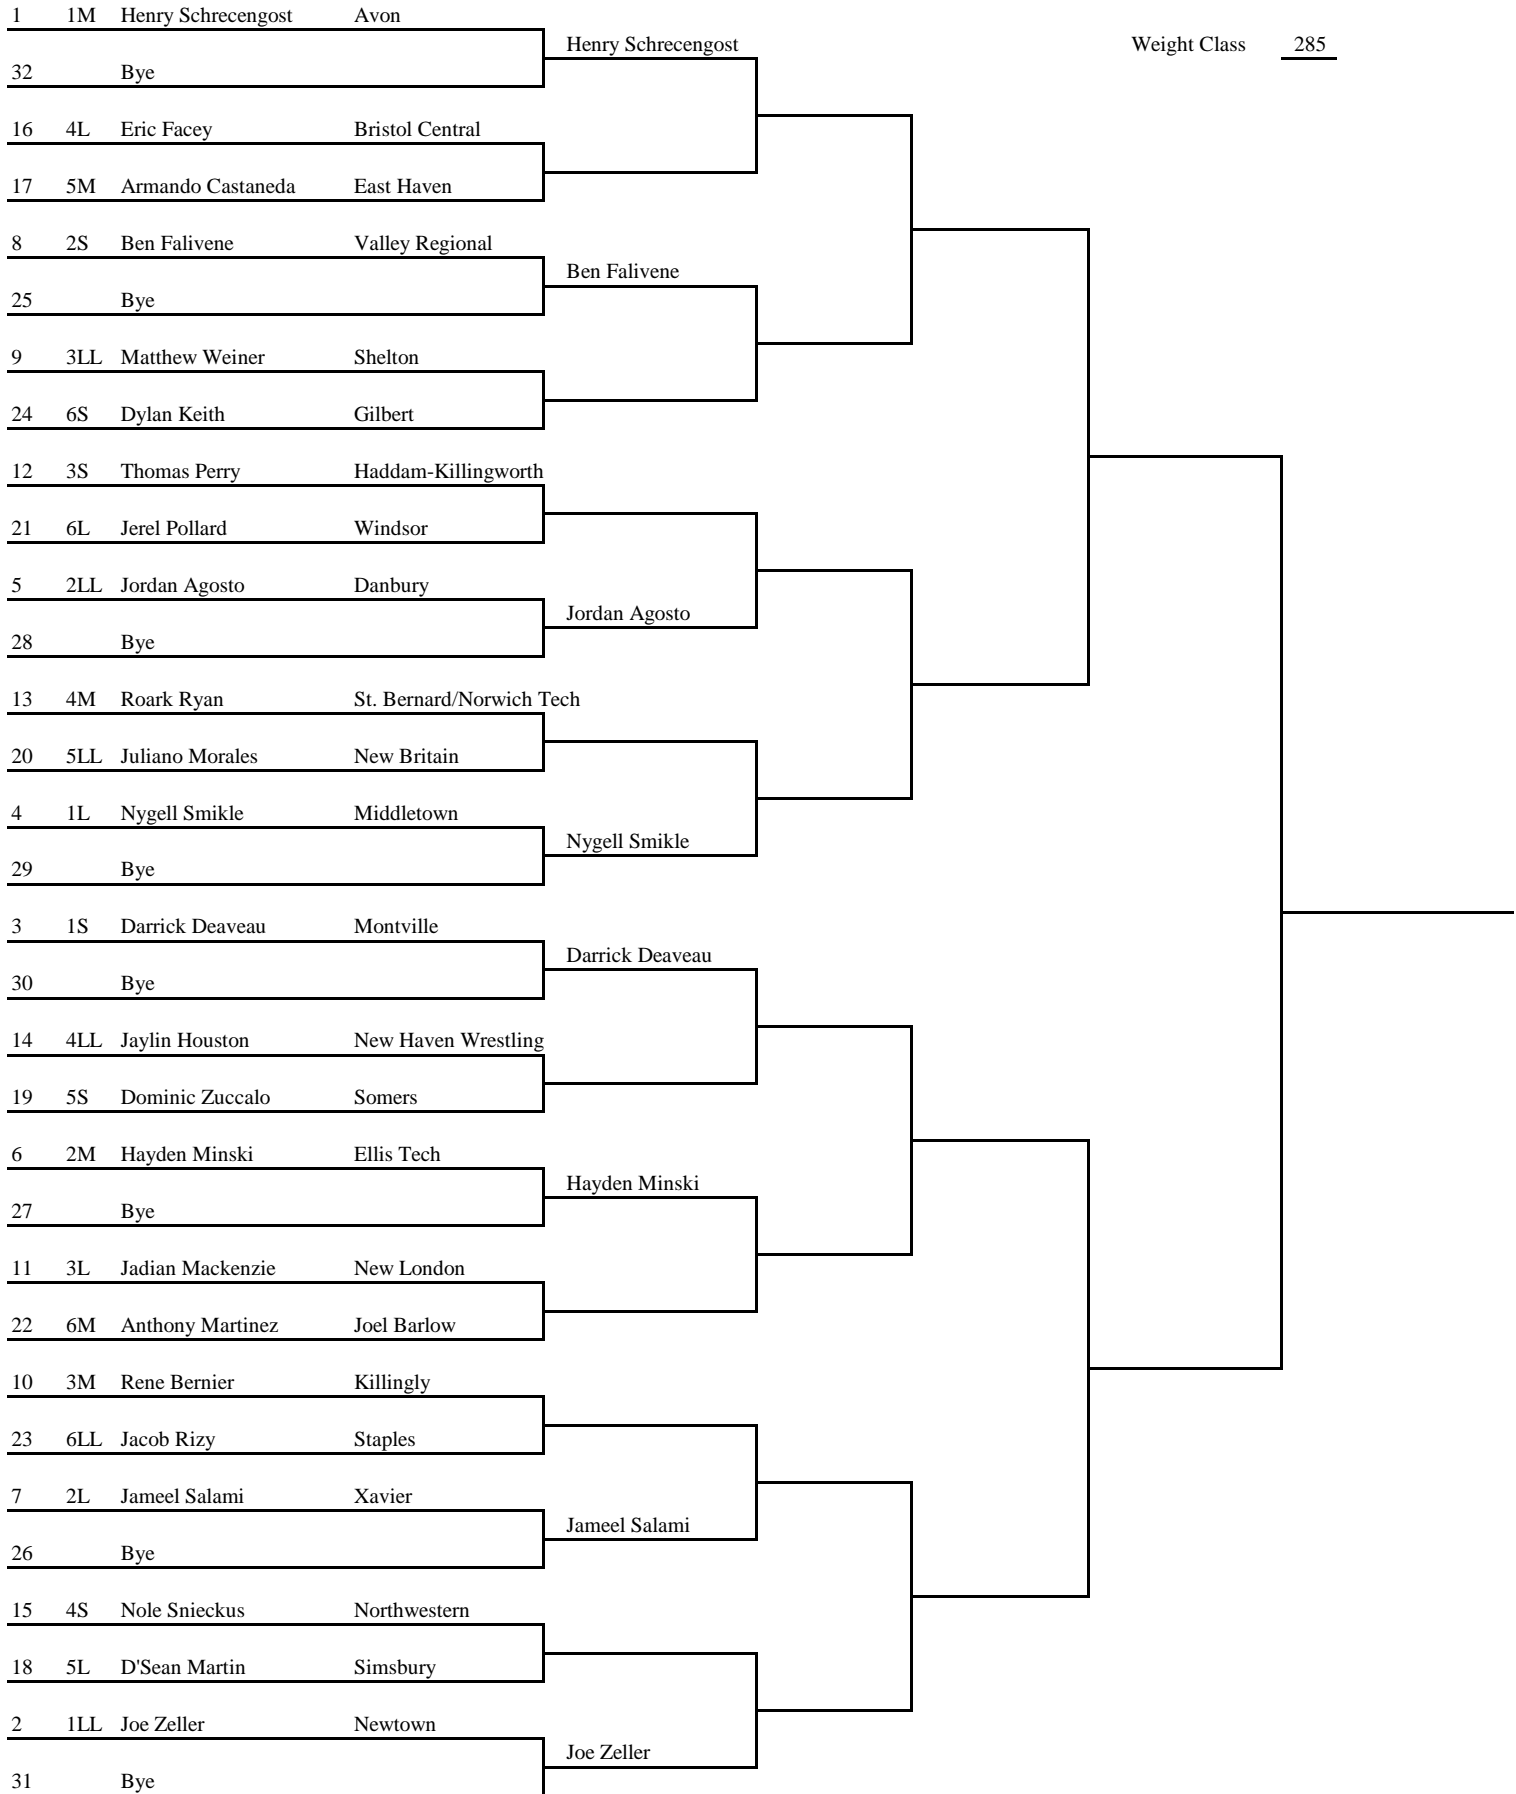 1 1M Henry Schrecengost Avon
Henry Schrecengost Weight Class 285
32 Bye
16 4L Eric Facey Bristol Central
17 5M Armando Castaneda East Haven
8 2S Ben Falivene Valley Regional
Ben Falivene
25 Bye
9 3LL Matthew Weiner Shelton
24 6S Dylan Keith Gilbert
12 3S Thomas Perry Haddam-Killingworth
21 6L Jerel Pollard Windsor
5 2LL Jordan Agosto Danbury
Jordan Agosto
28 Bye
13 4M Roark Ryan St. Bernard/Norwich Tech
20 5LL Juliano Morales New Britain
4 1L Nygell Smikle Middletown
Nygell Smikle
29 Bye
3 1S Darrick Deaveau Montville
Darrick Deaveau
30 Bye
14 4LL Jaylin Houston New Haven Wrestling
19 5S Dominic Zuccalo Somers
6 2M Hayden Minski Ellis Tech
Hayden Minski
27 Bye
11 3L Jadian Mackenzie New London
22 6M Anthony Martinez Joel Barlow
10 3M Rene Bernier Killingly
23 6LL Jacob Rizy Staples
7 2L Jameel Salami Xavier
Jameel Salami
26 Bye
15 4S Nole Snieckus Northwestern
18 5L D'Sean Martin Simsbury
2 1LL Joe Zeller Newtown
Joe Zeller
31 Bye